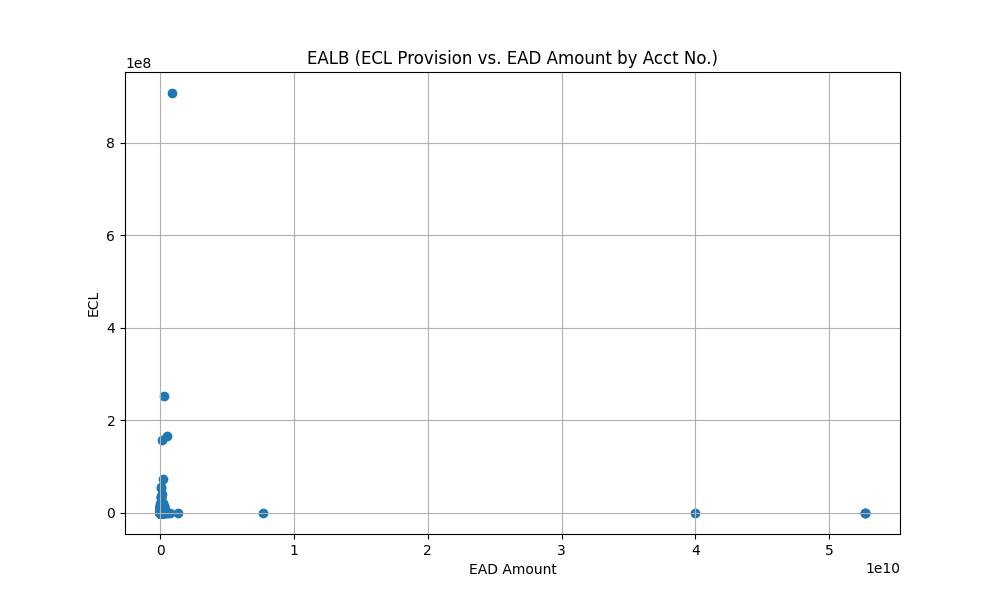 EALB (ECL Provision vs. EAD Amount by Acct No.)
1e8
8
6
4
2
0
ECL
0 1 2 3 4 5
EAD Amount
1e10